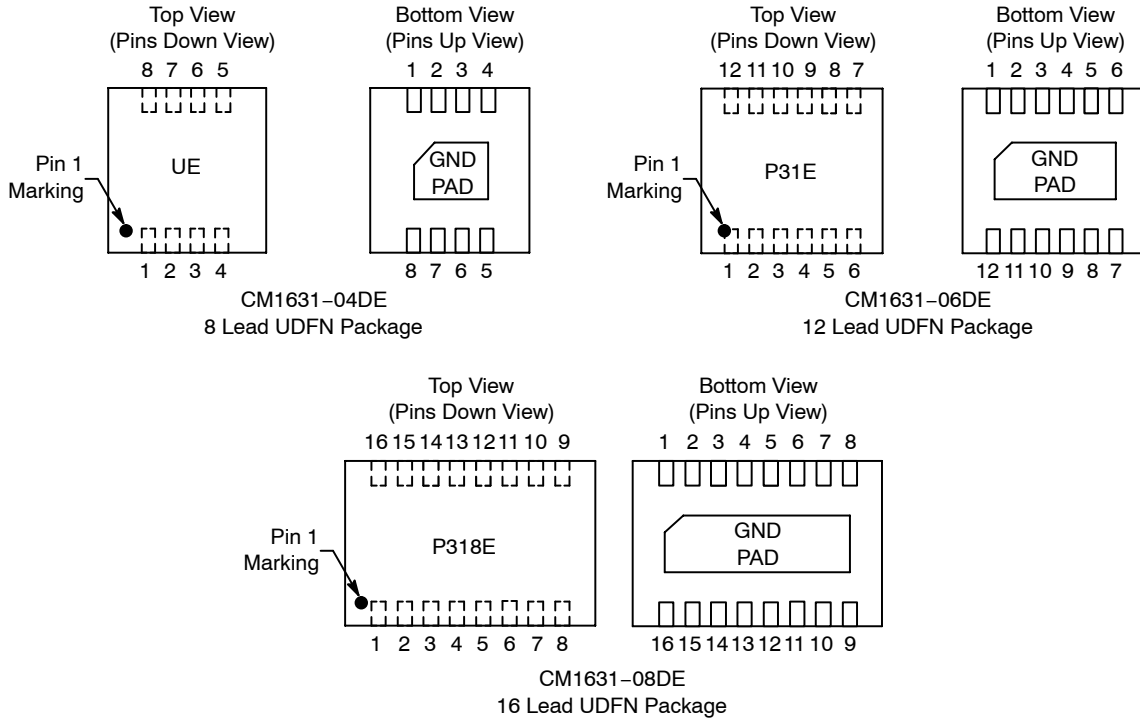 Top View
(Pins Down View)
8 7 6 5
UE
Pin 1
Marking
1 2 3 4
Bottom View
(Pins Up View)
1 2 3 4
GND
PAD
8 7 6 5
CM1631–04DE
8 Lead UDFN Package
Top View
(Pins Down View)
12 11 10 9 8 7
P31E
Pin 1
Marking
1 2 3 4 5 6
Bottom View
(Pins Up View)
1 2 3 4 5 6
GND
PAD
12 11 10 9 8 7
CM1631–06DE
12 Lead UDFN Package
Top View
(Pins Down View)
16 15 14 13 12 11 10 9
P318E
Pin 1
Marking
1 2 3 4 5 6 7 8
Bottom View
(Pins Up View)
1 2 3 4 5 6 7 8
GND
PAD
16 15 14 13 12 11 10 9
CM1631–08DE
16 Lead UDFN Package